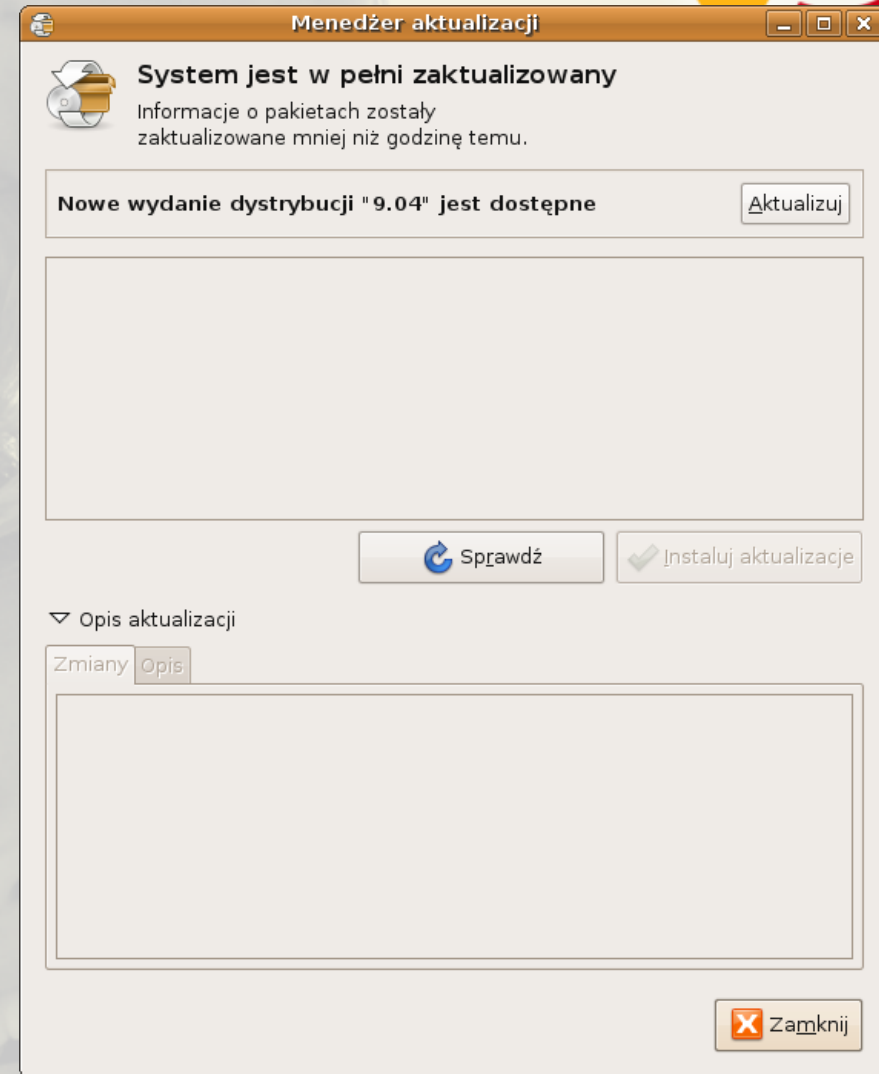 Menedżer aktualizacji
System jest w pełni zaktualizowany
Informacje o pakietach zostały
zaktualizowane mniej niż godzinę temu.
Nowe wydanie dystrybucji "9.04" jest dostępne
Aktualizuj
Sprawdź
Instaluj aktualizacje
Opis aktualizacji
Zmiany Opis
Zamknij